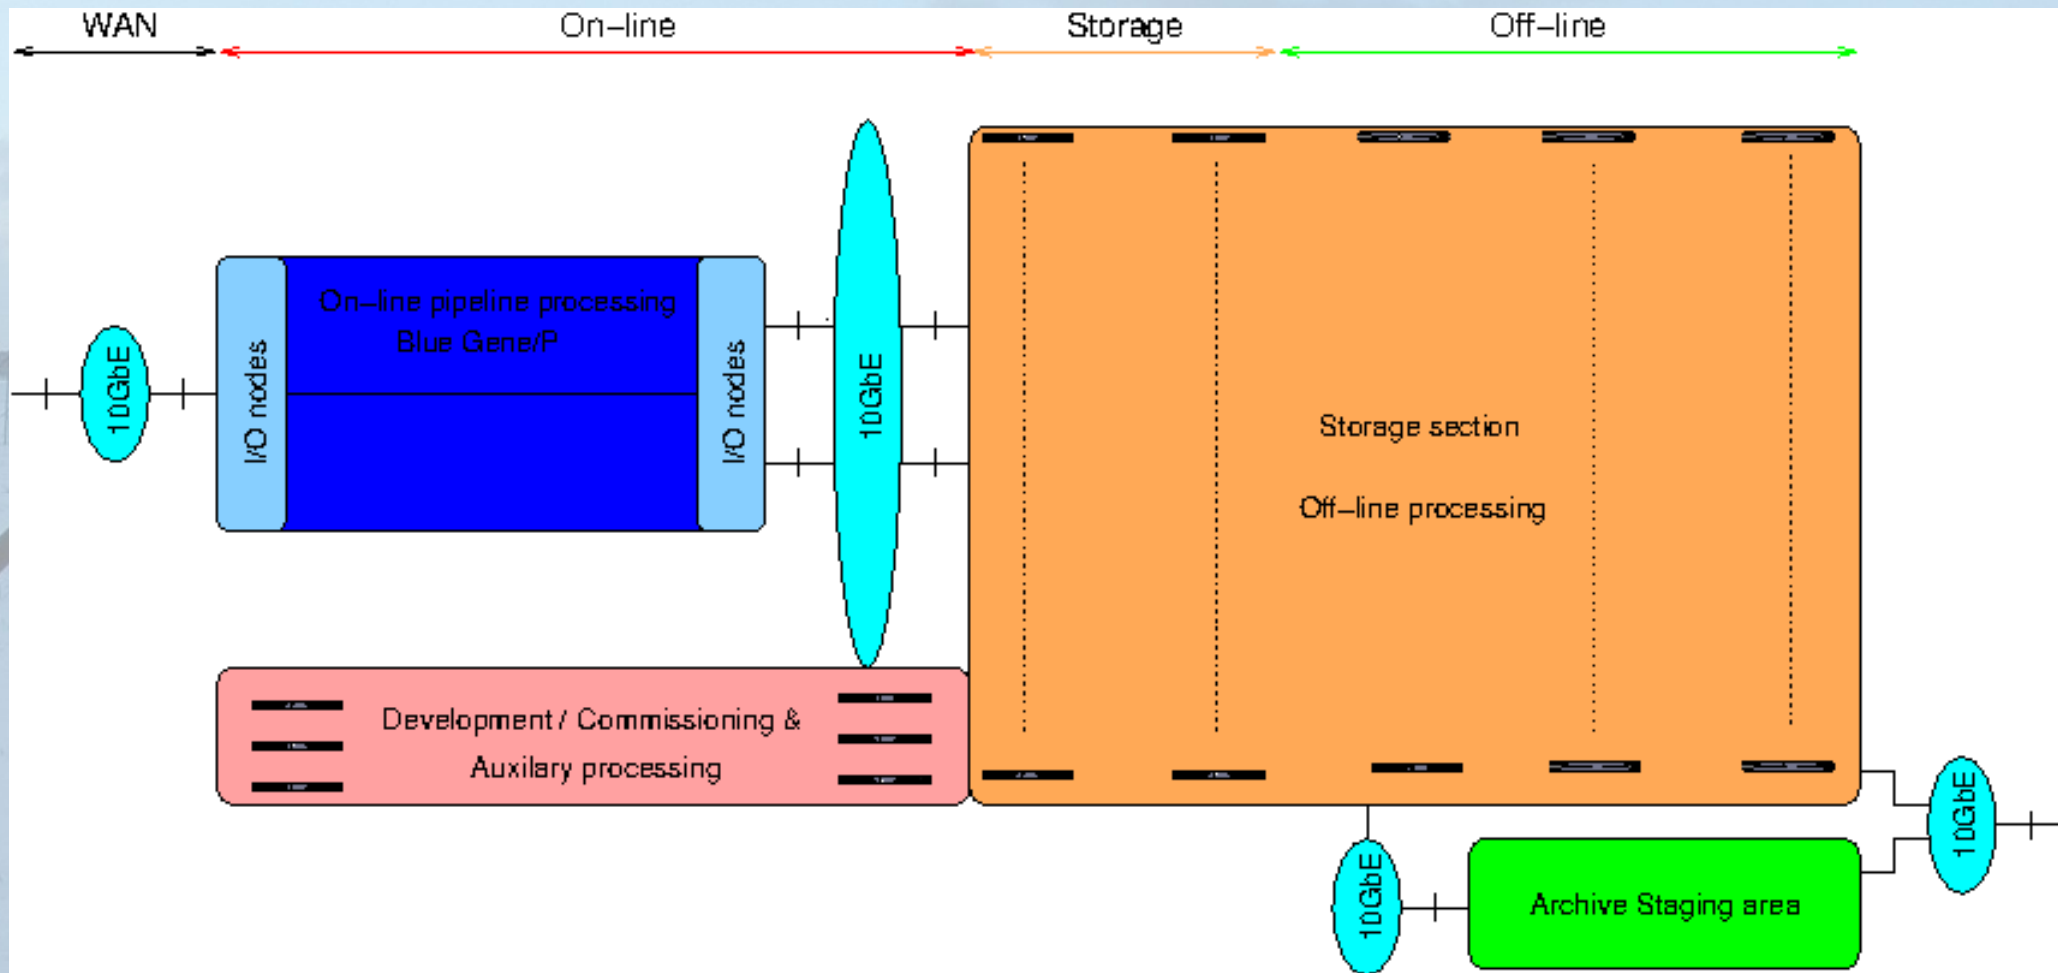 WAN
On-line
Storage
Off-line
On-line pipeline processing
Blue Gene/P
I/O nodes
I/O nodes
10GbE
10GbE
Storage section
Off-line processing
Development / Commissioning &
Auxilary processing
10GbE
Archive Staging area
10GbE